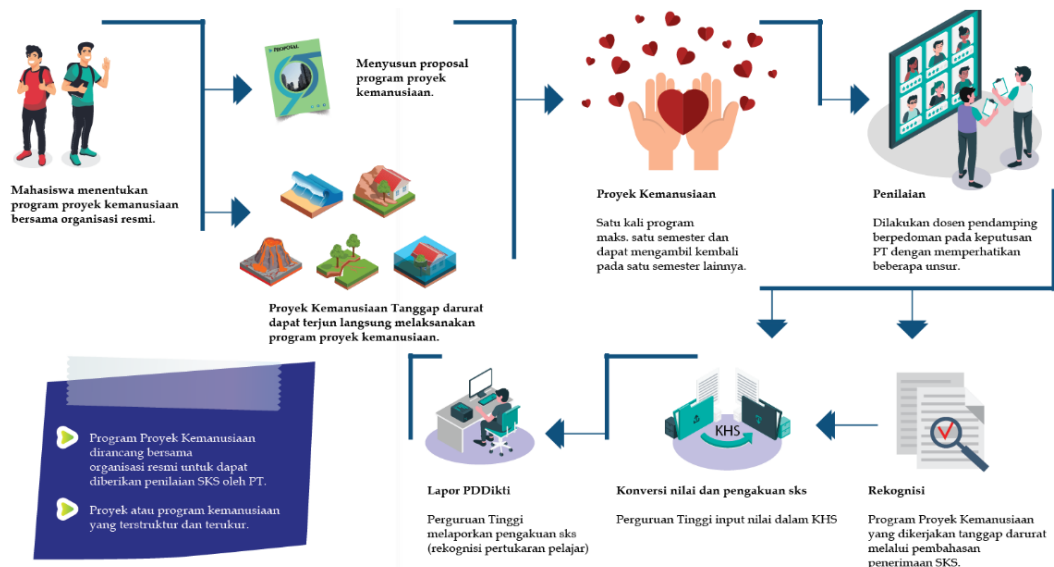 Mahasiswa menentukan
program proyek kemanusiaan
bersama organisasi resmi.
PROPOSAL
Menyusun proposal
program proyek
kemanusiaan.
Proyek Kemanusiaan Tanggap darurat
dapat terjun langsung melaksanakan
program proyek kemanusiaan.
Proyek Kemanusiaan
Satu kali program
maks. satu semester dan
dapat mengambil kembali
pada satu semester lainnya.
Penilaian
Dilakukan dosen pendamping
berpedoman pada keputusan
PT dengan memperhatikan
beberapa unsur.
Rekognisi
Program Proyek Kemanusiaan
yang dikerjakan tanggap darurat
melalui pembahasan
penerimaan SKS.
KHS
Konversi nilai dan pengakuan sks
Perguruan Tinggi input nilai dalam KHS
Lapor PDDikti
Perguruan Tinggi
melaporkan pengakuan sks
(rekognisi pertukaran pelajar)
Program Proyek Kemanusiaan
dirancang bersama
organisasi resmi untuk dapat
diberikan penilaian SKS oleh PT.
Proyek atau program kemanusiaan
yang terstruktur dan terukur.